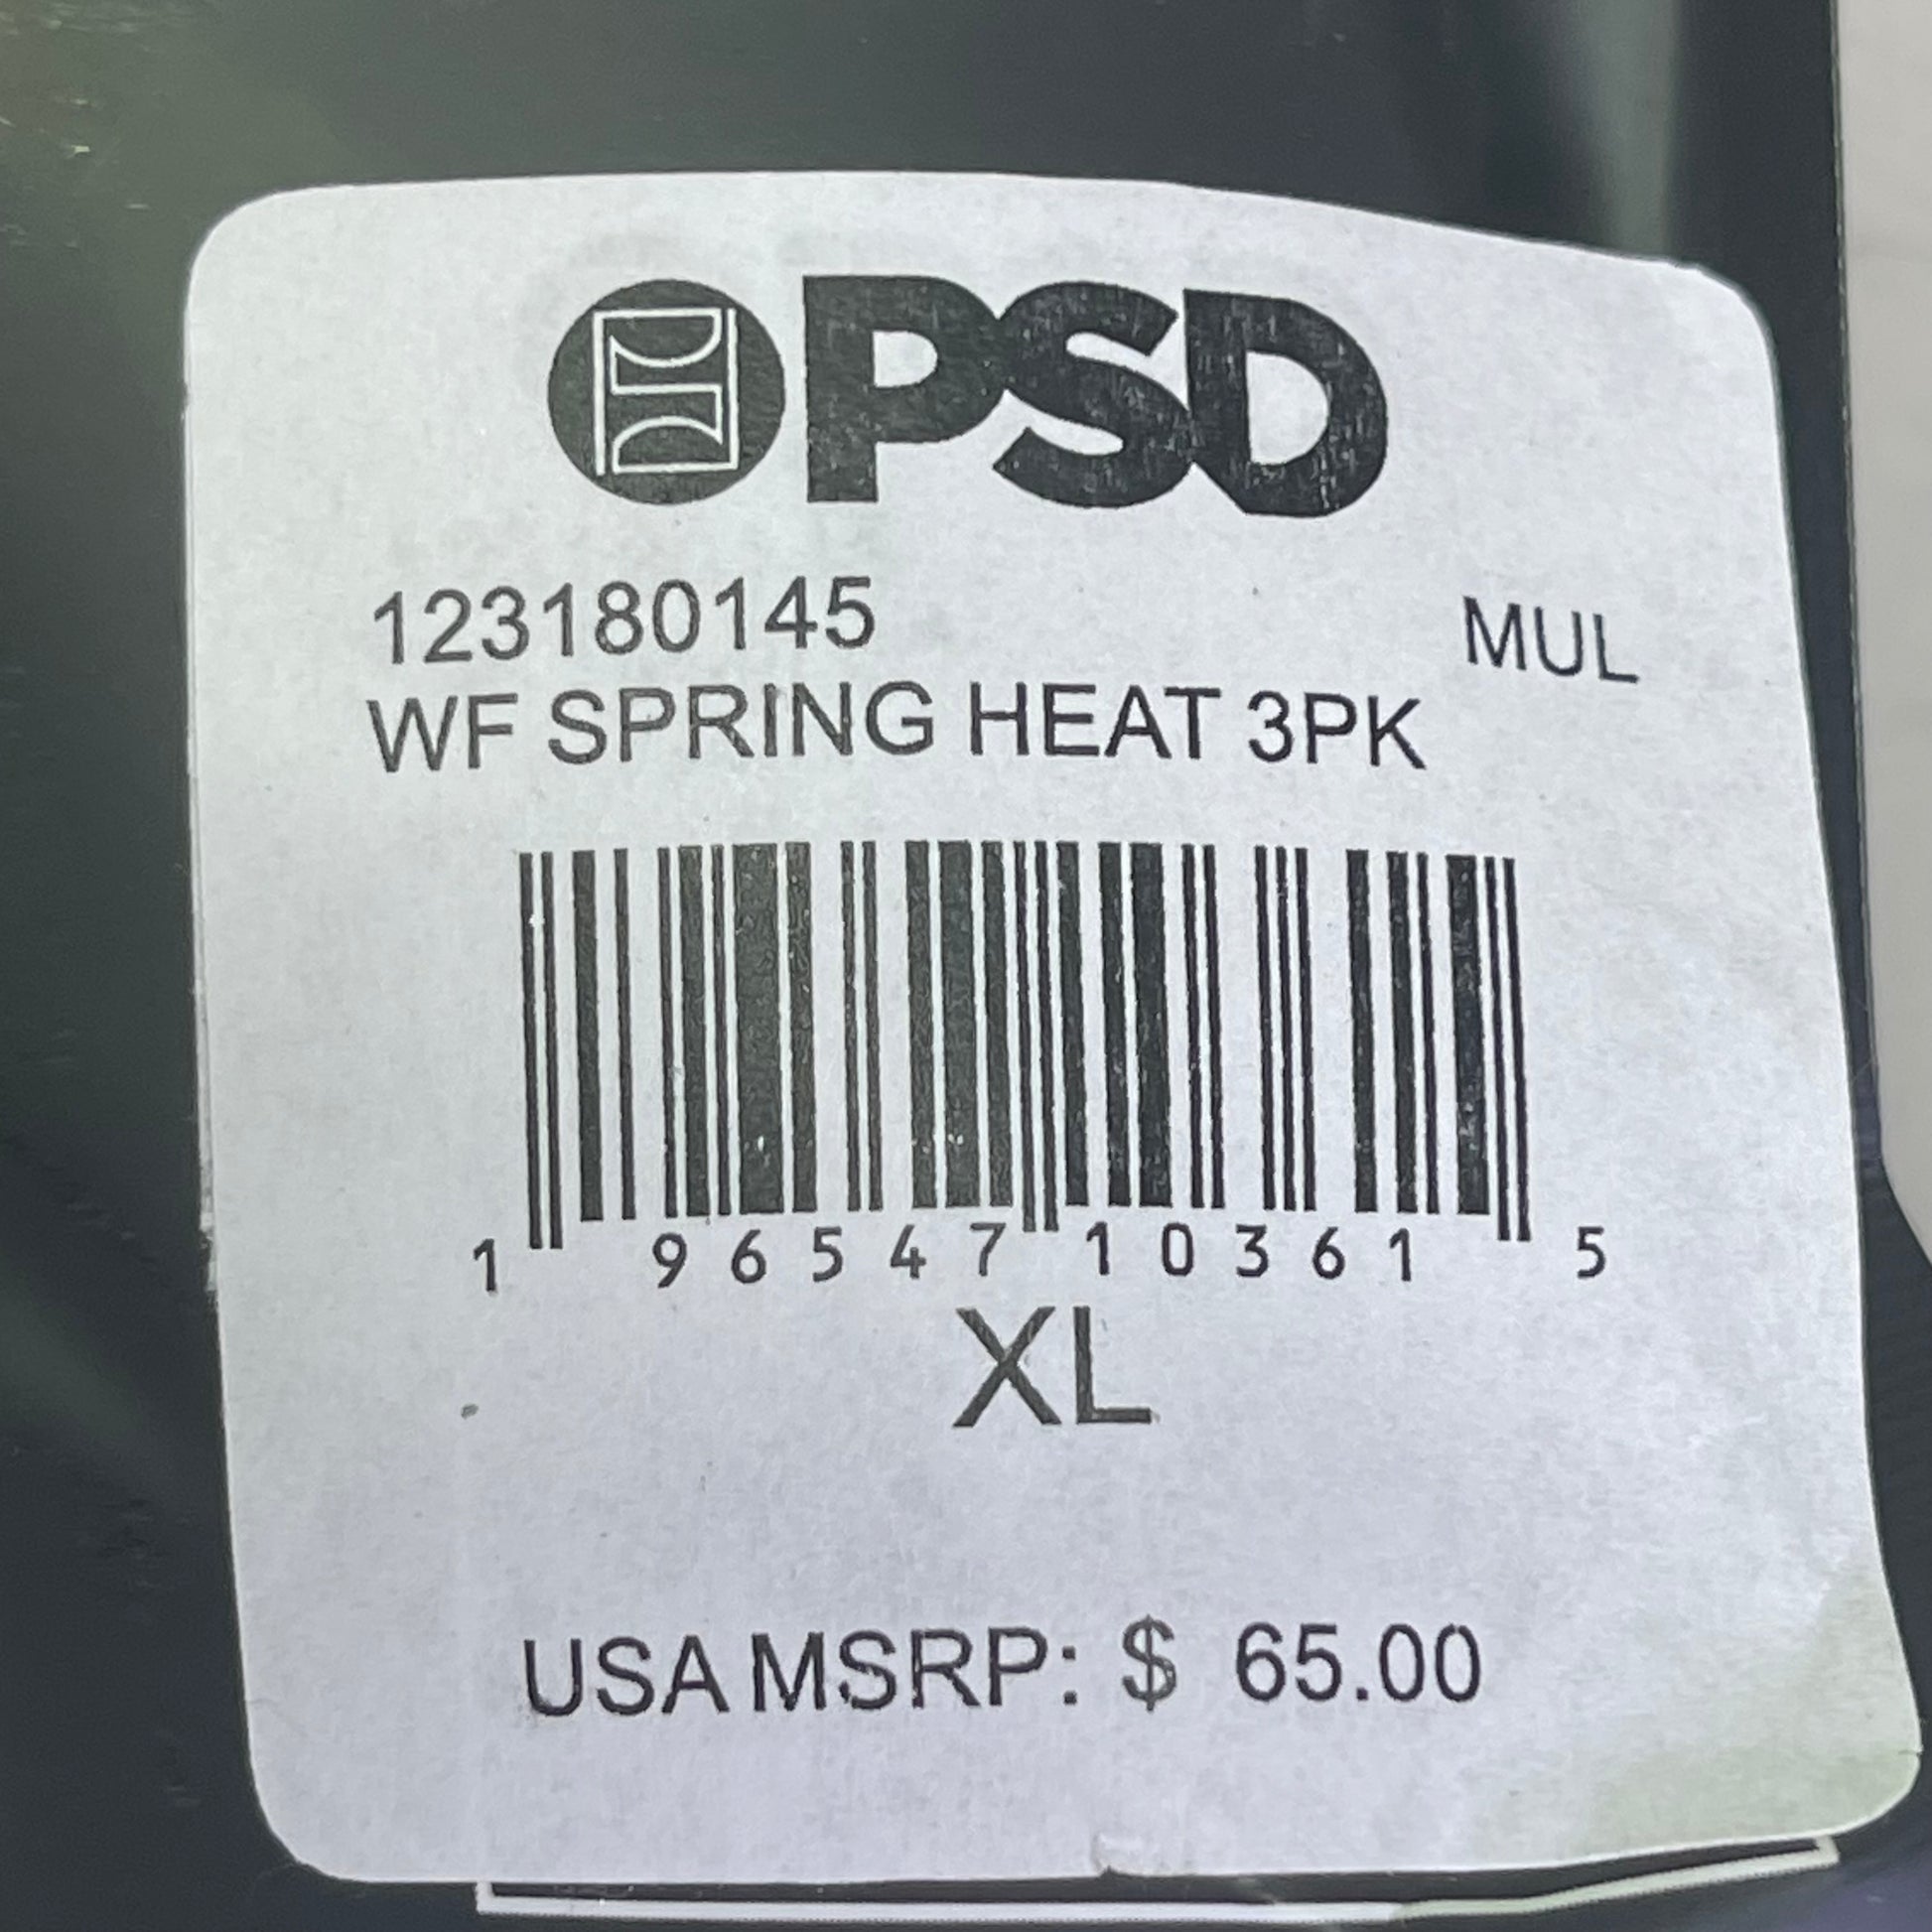 PSD
123180145 MUL
WF SPRING HEAT 3PK
1 96547 10361 5
XL
USA MSRP: $ 65.00